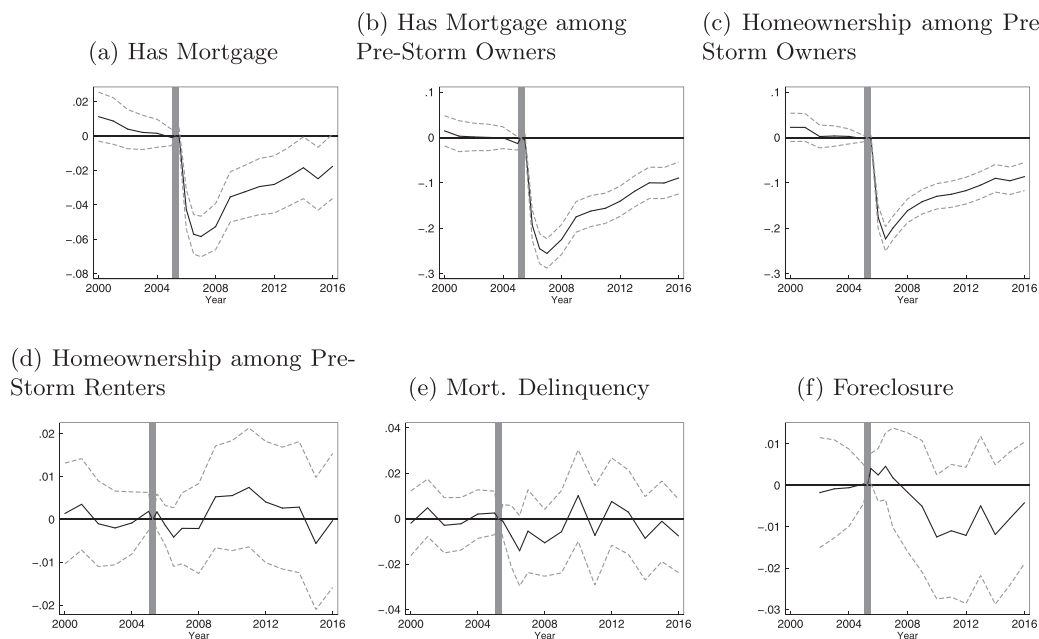 (a) Has Mortgage
(b) Has Mortgage among
Pre-Storm Owners
(c) Homeownership among Pre
Storm Owners
.02
0
−.02
−.04
−.06
−.08
2000 2004 2008 2012 2016
Year
.1
0
−.1
−.2
−.3
2000 2004 2008 2012 2016
Year
.1
0
−.1
−.2
−.3
2000 2004 2008 2012 2016
Year
(d) Homeownership among Pre-
Storm Renters
(e) Mort. Delinquency
(f) Foreclosure
.02
.01
0
−.01
−.02
2000 2004 2008 2012 2016
Year
.04
.02
0
−.02
−.04
2000 2004 2008 2012 2016
Year
.01
0
−.01
−.02
−.03
2000 2004 2008 2012 2016
Year